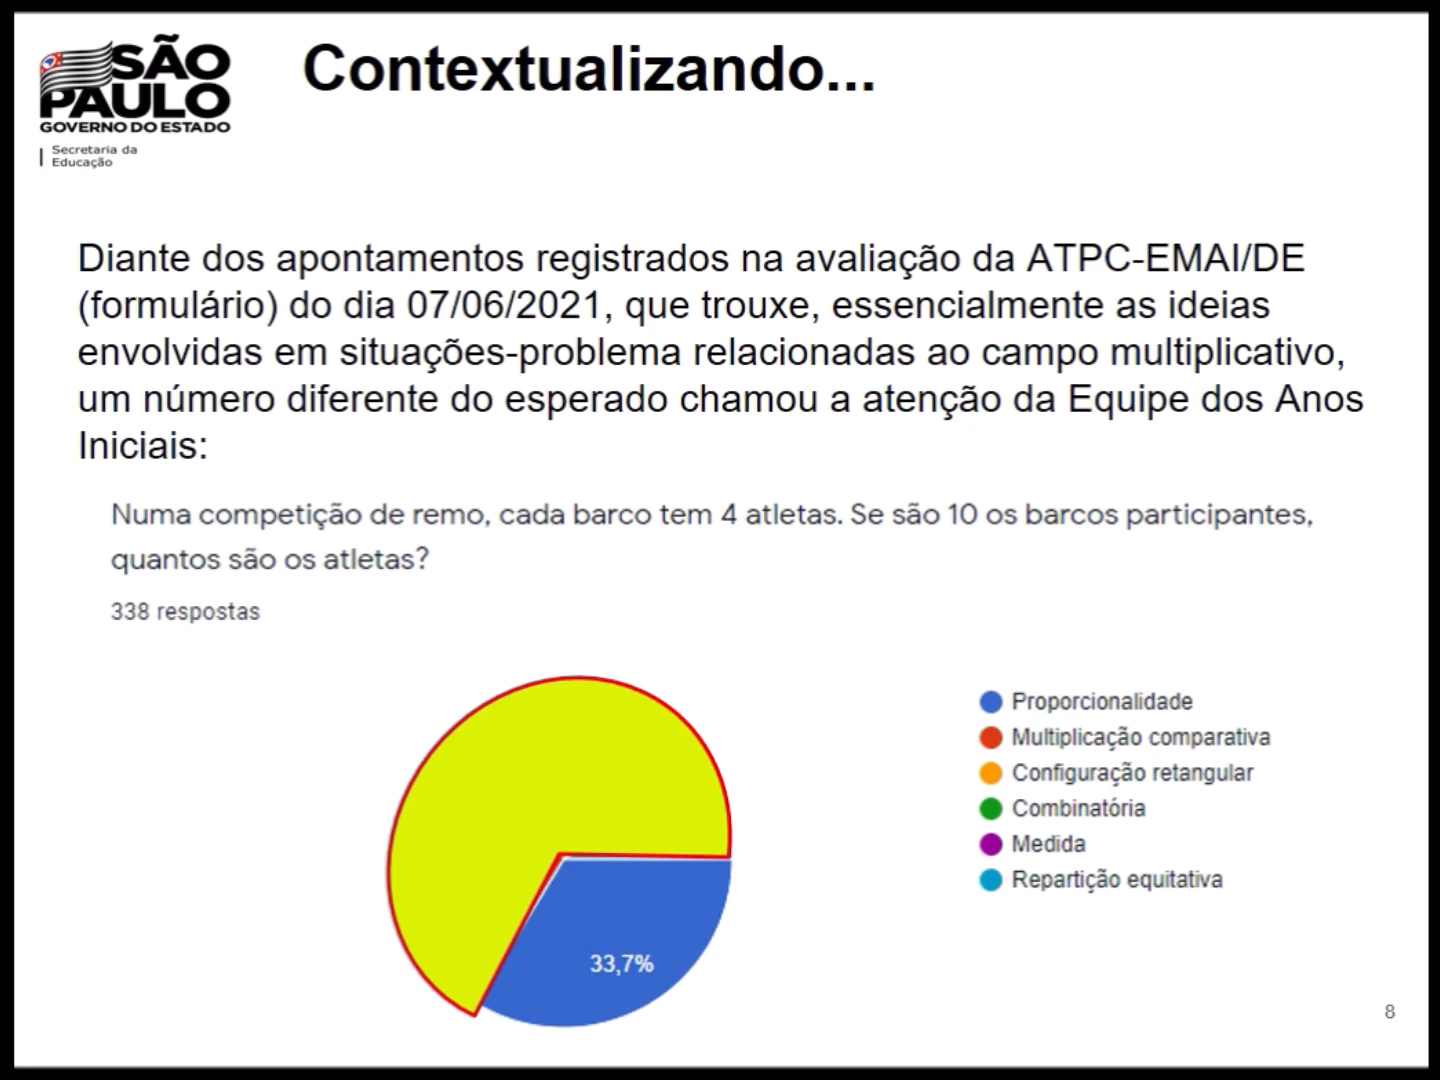 SÃO
PAULO
GOVERNO DO ESTADO
Secretaria da
Educação
Contextualizando...
Diante dos apontamentos registrados na avaliação da ATPC-EMAI/DE
(formulário) do dia 07/06/2021, que trouxe, essencialmente as ideias
envolvidas em situações-problema relacionadas ao campo multiplicativo,
um número diferente do esperado chamou a atenção da Equipe dos Anos
Iniciais:
Numa competição de remo, cada barco tem 4 atletas. Se são 10 os barcos participantes,
quantos são os atletas?
338 respostas
Proporcionalidade
Multiplicação comparativa
Configuração retangular
Combinatória
Medida
Repartição equitativa
33,7%
8